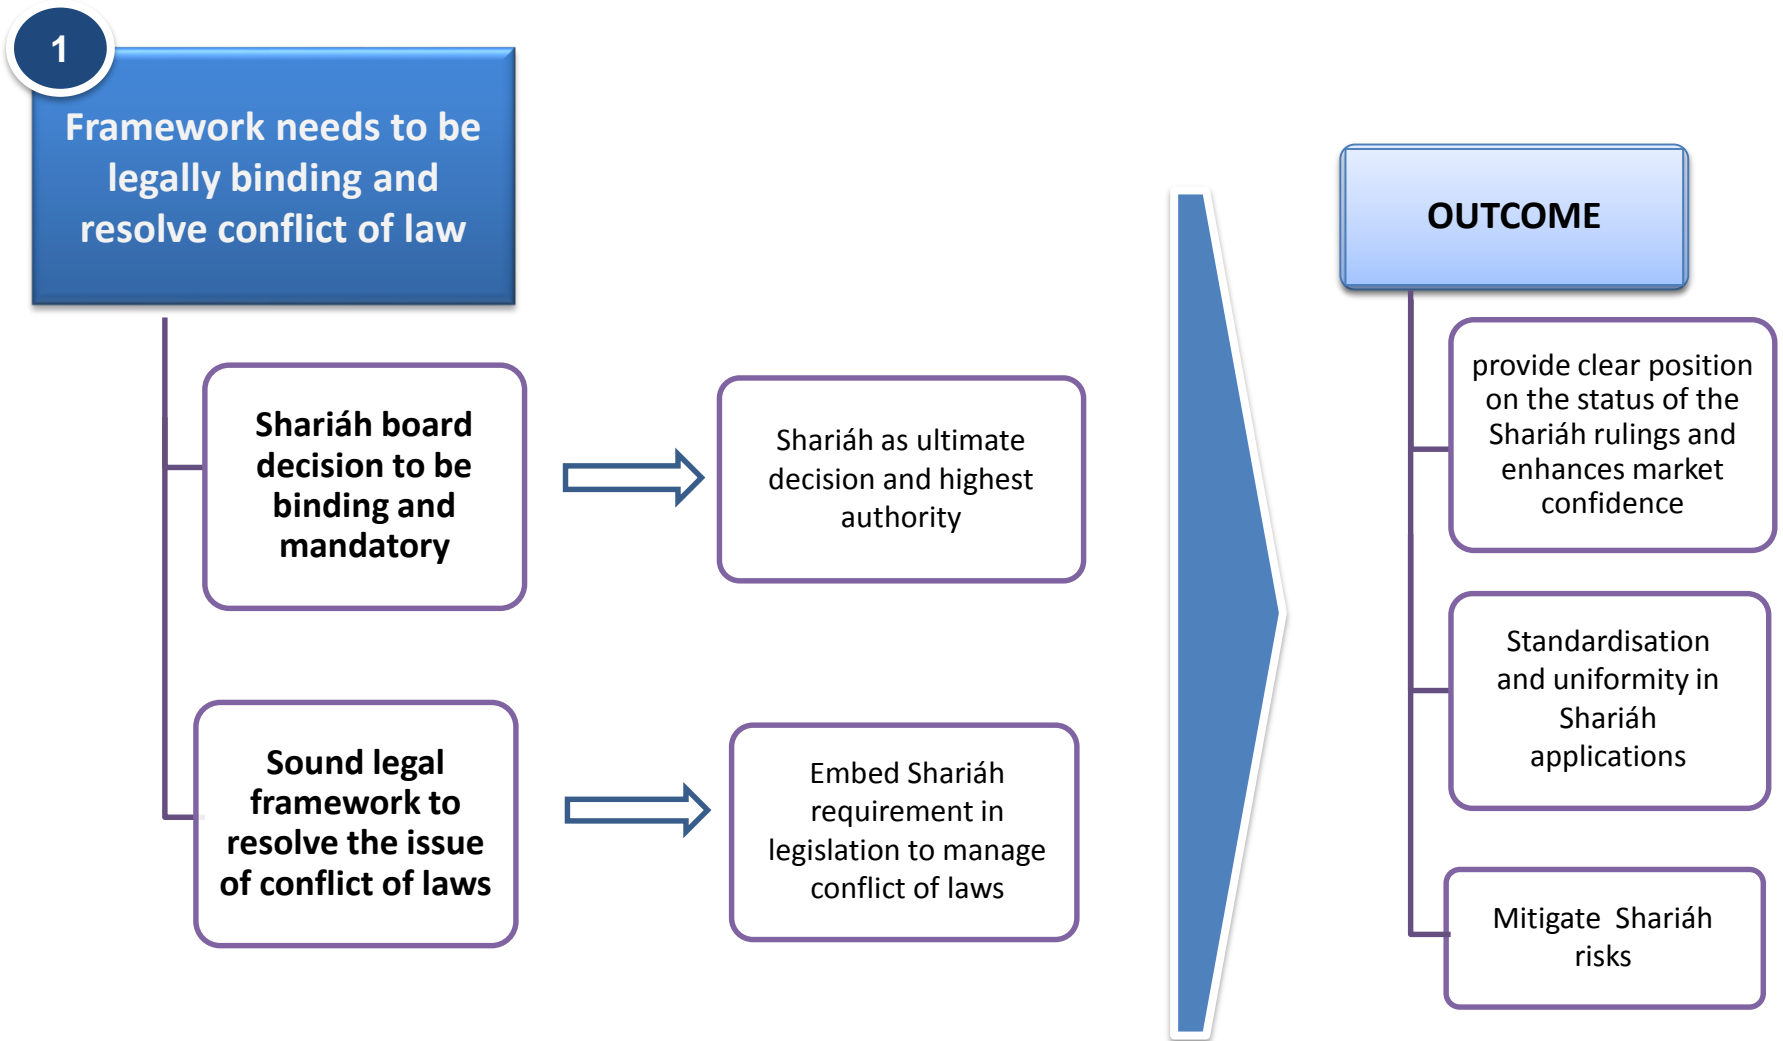 1
Framework needs to be
legally binding and
resolve conflict of law
Shariáh board
decision to be
binding and
mandatory
Shariáh as ultimate
decision and highest
authority
Sound legal
framework to
resolve the issue
of conflict of laws
Embed Shariáh
requirement in
legislation to manage
conflict of laws
OUTCOME
provide clear position
on the status of the
Shariáh rulings and
enhances market
confidence
Standardisation
and uniformity in
Shariáh
applications
Mitigate  Shariáh
risks